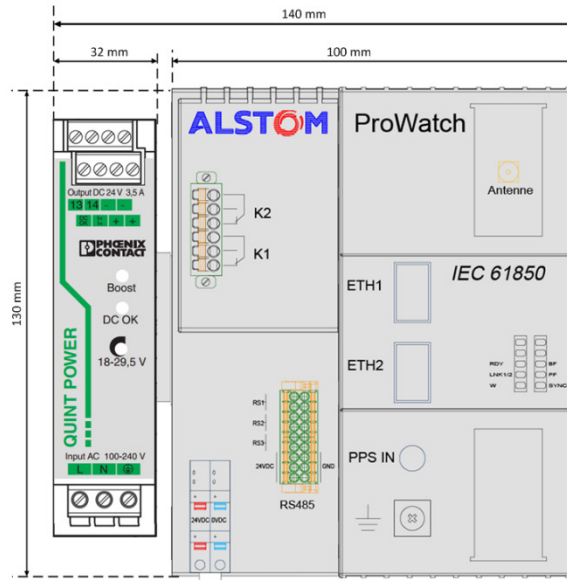 140 mm
32 mm
100 mm
130 mm
Output DC 24 V 3,5 A
13 14 - -
+ +
PHŒNIX
CONTACT
Boost
DC OK
18-29,5 V
QUINT POWER
Input AC 100-240 V
L N
ALSTOM
K2
K1
RS1
RS2
RS3
24VDC
GND
RS485
24VDC
0VDC
ProWatch
Antenne
IEC 61850
ETH1
ETH2
RDY
LNK1/2
W
BF
PF
SYNC
PPS IN